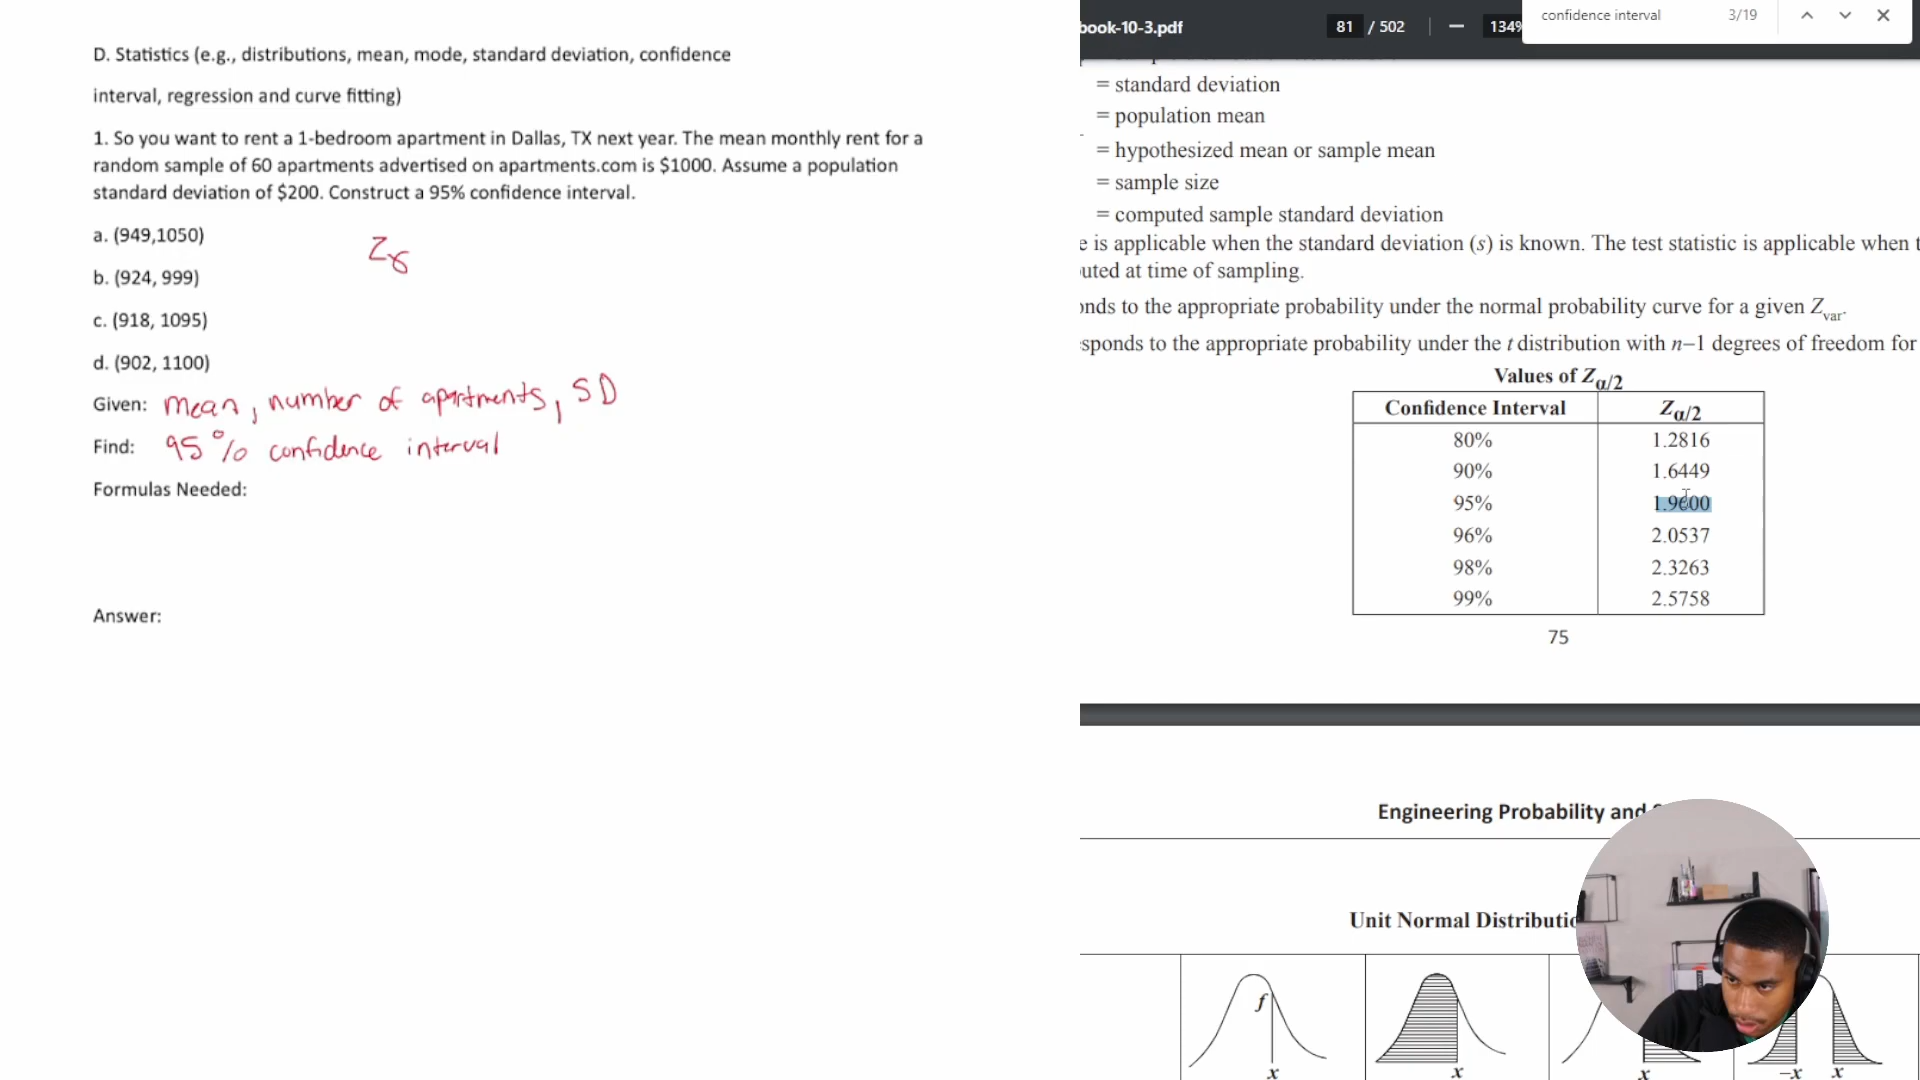 D. Statistics (e.g., distributions, mean, mode, standard deviation, confidence
interval, regression and curve fitting)
1. So you want to rent a 1-bedroom apartment in Dallas, TX next year. The mean monthly rent for a
random sample of 60 apartments advertised on apartments.com is $1000. Assume a population
standard deviation of $200. Construct a 95% confidence interval.
a. (949,1050)
b. (924, 999)
c. (918, 1095)
d. (902, 1100)
Given: mean, number of apartments, SD
Find: 95% confidence interval
Formulas Needed:
Answer:
book-10-3.pdf
81 / 502
134%
confidence interval 3/19
= standard deviation
= population mean
= hypothesized mean or sample mean
= sample size
= computed sample standard deviation
e is applicable when the standard deviation (s) is known. The test statistic is applicable when t
uted at time of sampling.
onds to the appropriate probability under the normal probability curve for a given Zvar.
sponds to the appropriate probability under the t distribution with n–1 degrees of freedom for
Values of Zα/2
Confidence Interval Zα/2
80% 1.2816
90% 1.6449
95% 1.9600
96% 2.0537
98% 2.3263
99% 2.5758
75
Engineering Probability and
Unit Normal Distributio
f
x x x –x x